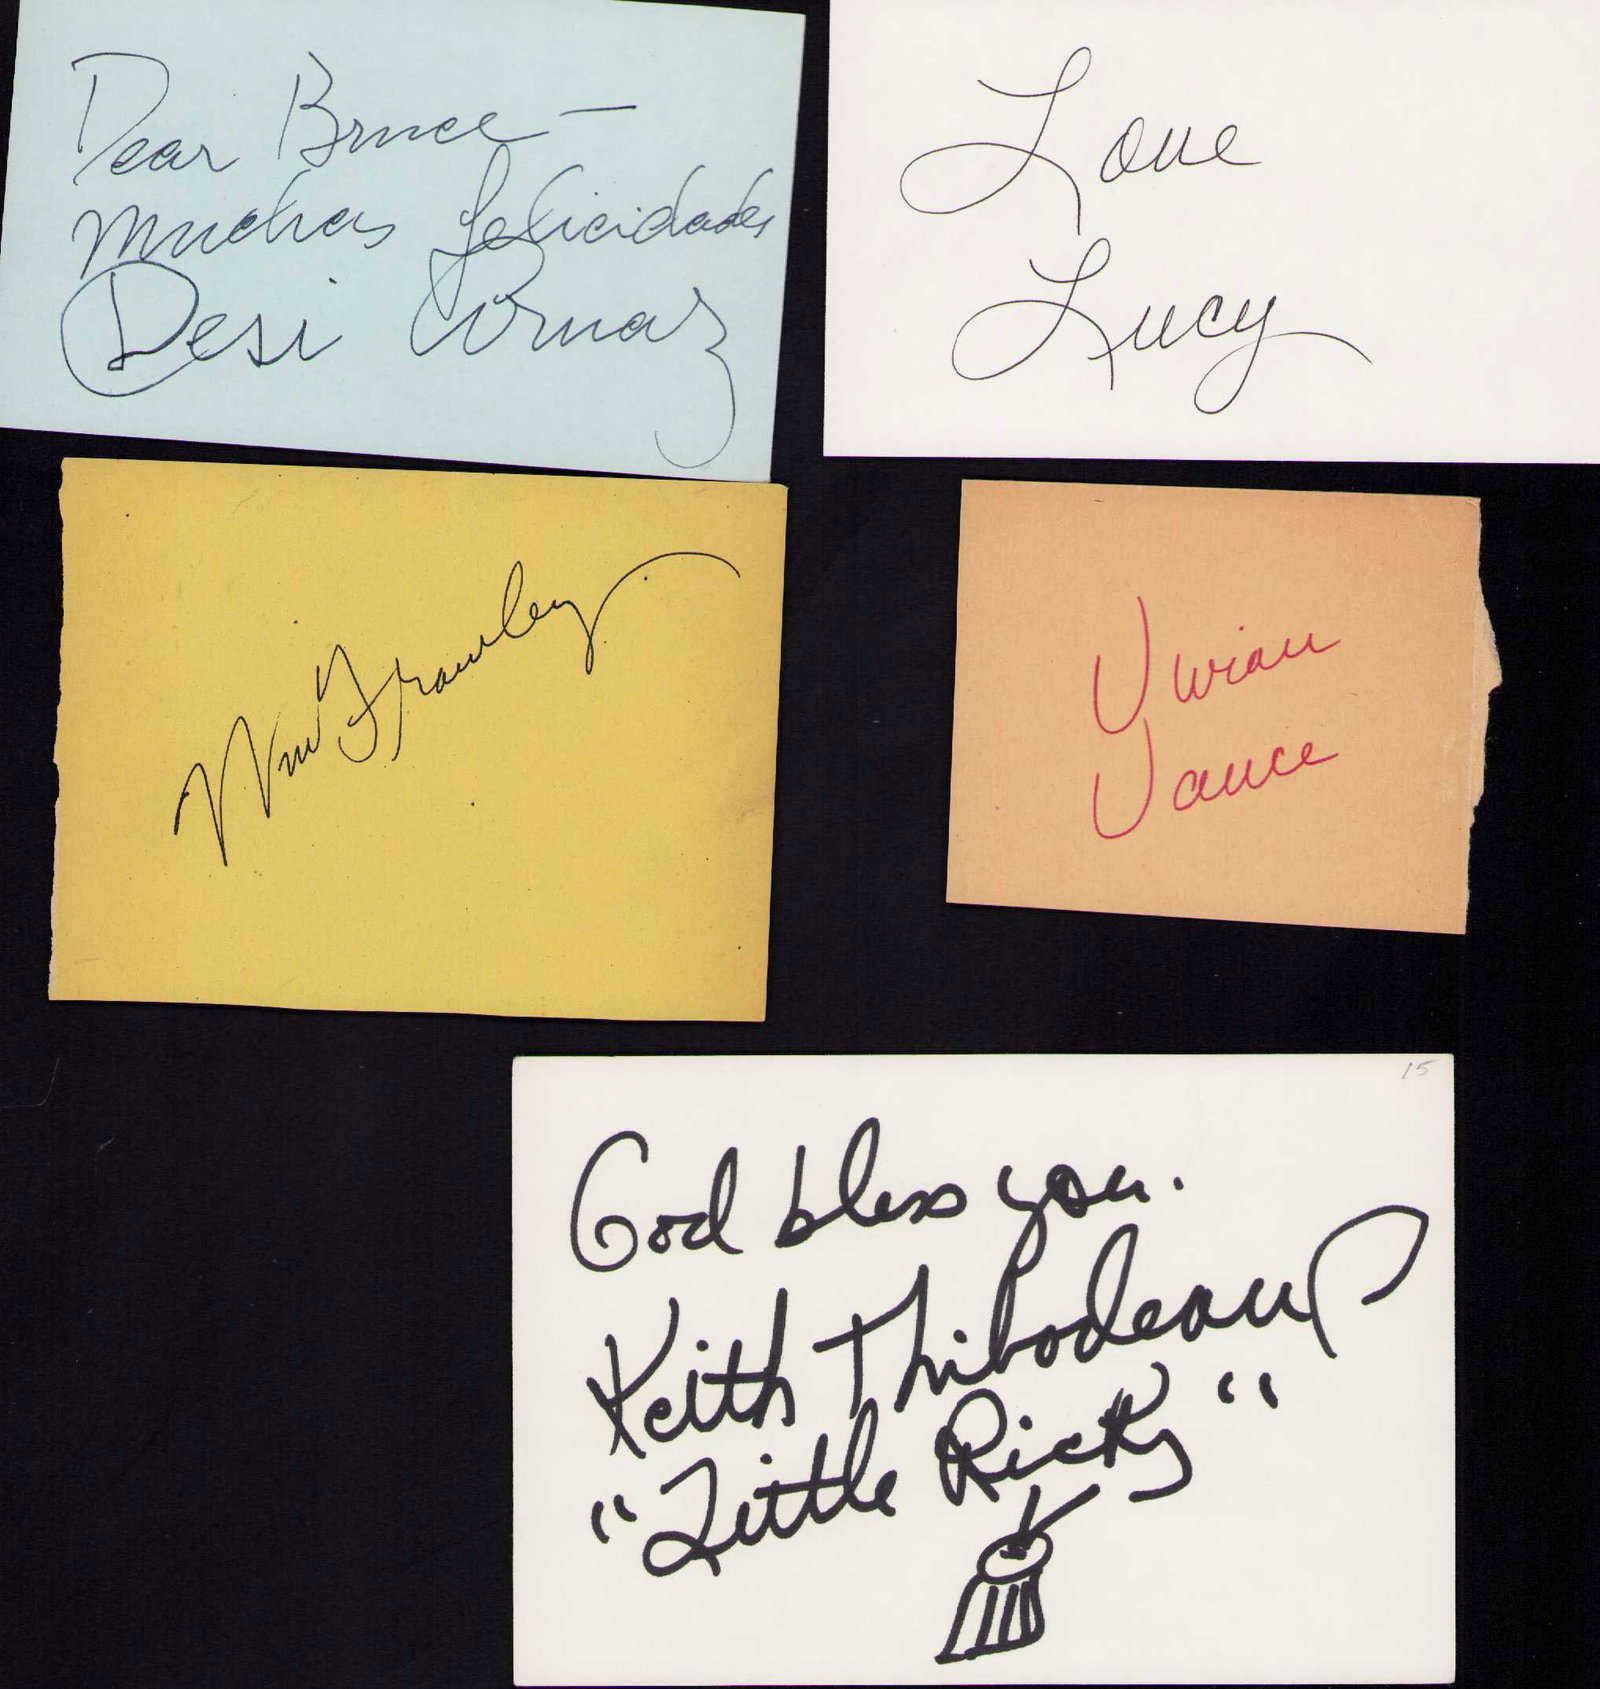 Dear Bruce —
Muchas felicidades
Desi Arnaz
Love
Lucy
Wm Frawley
Vivian
Vance
15
God bless you.
Keith Thibodeaux
"Little Ricky"